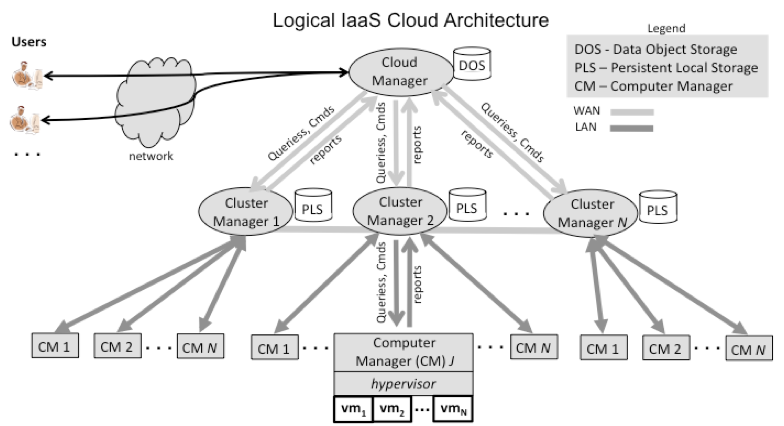 Logical IaaS Cloud Architecture
Users
Legend
DOS - Data Object Storage
PLS – Persistent Local Storage
CM – Computer Manager
WAN
LAN
Cloud
Manager
DOS
network
. . .
Queriess, Cmds
reports
Queriess, Cmds
reports
Queriess, Cmds
reports
Cluster
Manager 1
PLS
Cluster
Manager 2
PLS
. . .
Cluster
Manager N
PLS
Queriess, Cmds
reports
CM 1
CM 2
. . .
CM N
CM 1
. . .
Computer
Manager (CM) J
hypervisor
vm1
vm2
...
vmN
. . .
CM N
CM 1
CM 2
. . .
CM N